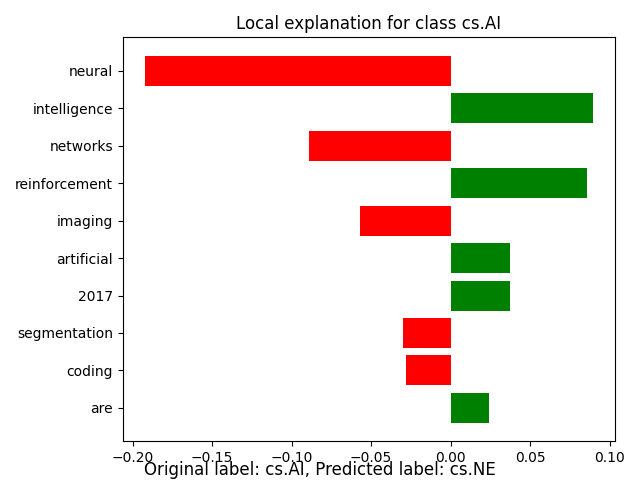 Local explanation for class cs.AI
neural
intelligence
networks
reinforcement
imaging
artificial
2017
segmentation
coding
are
−0.20 −0.15 −0.10 −0.05 0.00 0.05 0.10
Original label: cs.AI, Predicted label: cs.NE